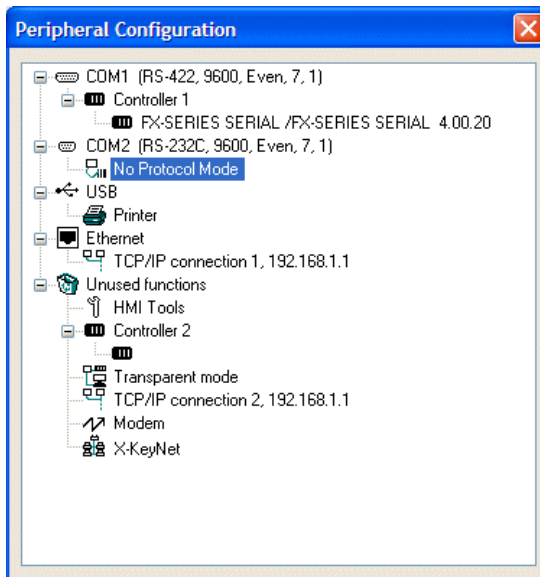 Peripheral Configuration
COM1 (RS-422, 9600, Even, 7, 1)
Controller 1
FX-SERIES SERIAL /FX-SERIES SERIAL 4.00.20
COM2 (RS-232C, 9600, Even, 7, 1)
No Protocol Mode
USB
Printer
Ethernet
TCP/IP connection 1, 192.168.1.1
Unused functions
HMI Tools
Controller 2
Transparent mode
TCP/IP connection 2, 192.168.1.1
Modem
X-KeyNet